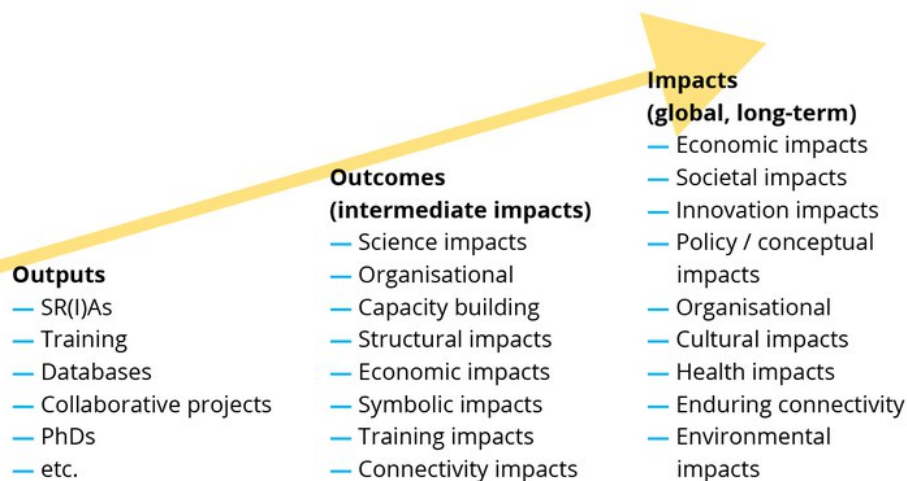 Outputs
— SR(I)As
— Training
— Databases
— Collaborative projects
— PhDs
— etc.
Outcomes
(intermediate impacts)
— Science impacts
— Organisational
— Capacity building
— Structural impacts
— Economic impacts
— Symbolic impacts
— Training impacts
— Connectivity impacts
Impacts
(global, long-term)
— Economic impacts
— Societal impacts
— Innovation impacts
— Policy / conceptual
impacts
— Organisational
— Cultural impacts
— Health impacts
— Enduring connectivity
— Environmental
impacts